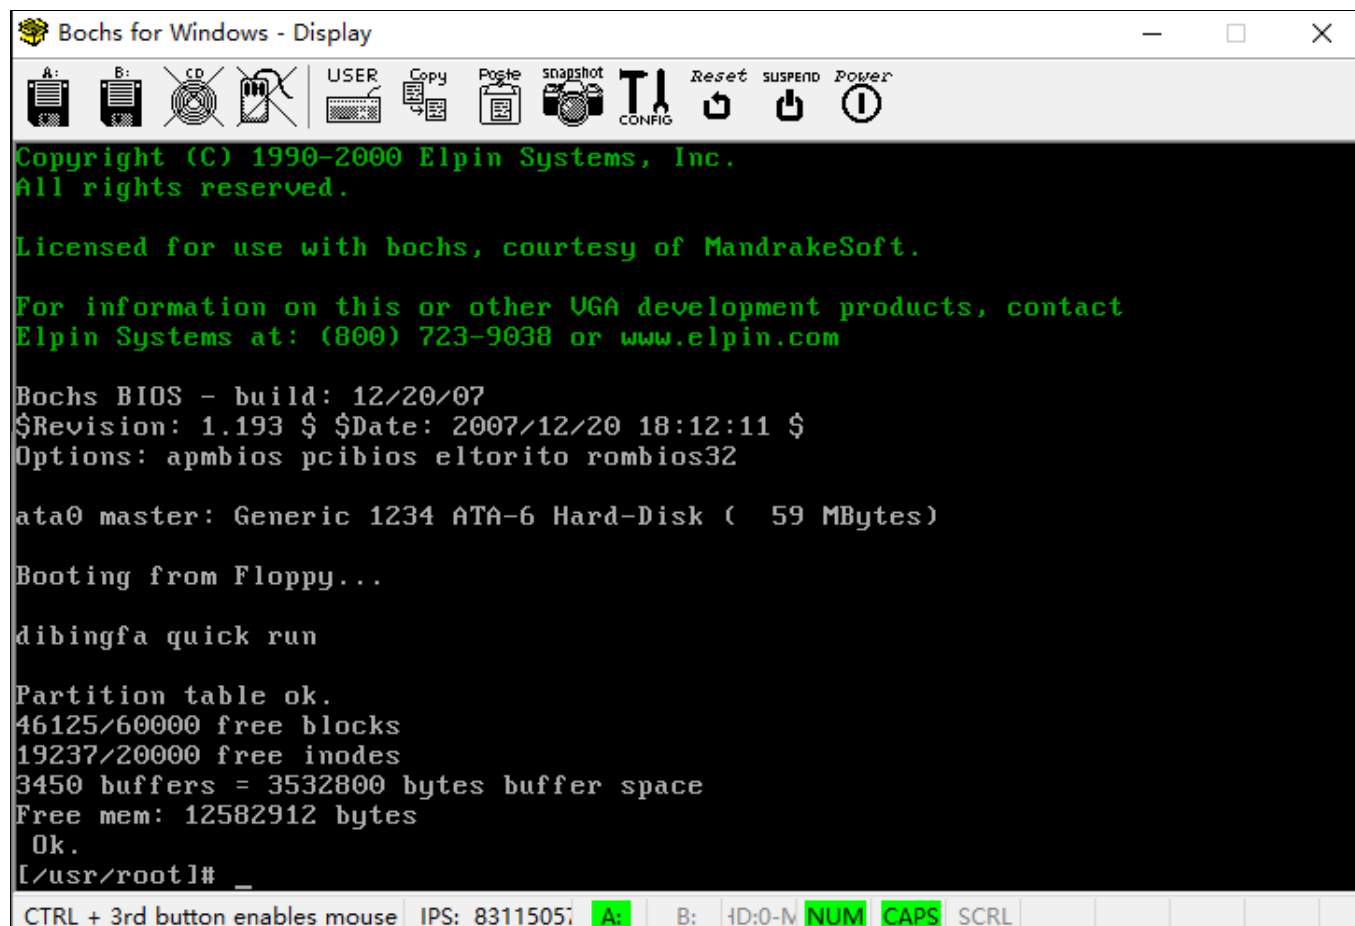 Bochs for Windows - Display
A: B: CD USER Copy Paste snapshot CONFIG Reset SUSPEND Power
Copyright (C) 1990-2000 Elpin Systems, Inc.
All rights reserved.
Licensed for use with bochs, courtesy of MandrakeSoft.
For information on this or other VGA development products, contact
Elpin Systems at: (800) 723-9038 or www.elpin.com
Bochs BIOS - build: 12/20/07
$Revision: 1.193 $ $Date: 2007/12/20 18:12:11 $
Options: apmbios pcibios eltorito rombios32
ata0 master: Generic 1234 ATA-6 Hard-Disk (  59 MBytes)
Booting from Floppy...
dibingfa quick run
Partition table ok.
46125/60000 free blocks
19237/20000 free inodes
3450 buffers = 3532800 bytes buffer space
Free mem: 12582912 bytes
Ok.
[/usr/root]# _
CTRL + 3rd button enables mouse IPS: 8311505 A: B: HD:0-M NUM CAPS SCRL